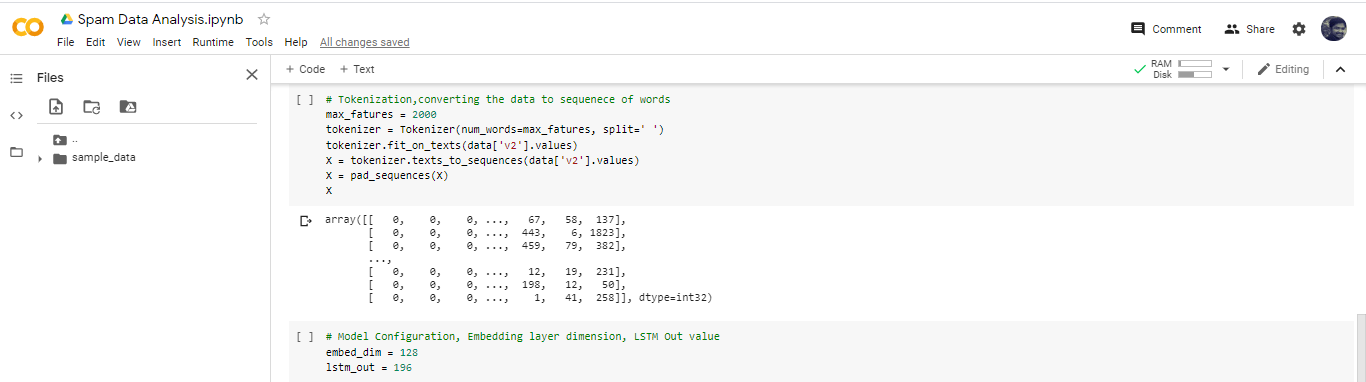 CO Spam Data Analysis.ipynb
File Edit View Insert Runtime Tools Help All changes saved
Comment Share
Files
+ Code + Text
RAM
Disk
Editing
..
sample_data
[ ] # Tokenization,converting the data to sequenece of words
max_fatures = 2000
tokenizer = Tokenizer(num_words=max_fatures, split=' ')
tokenizer.fit_on_texts(data['v2'].values)
X = tokenizer.texts_to_sequences(data['v2'].values)
X = pad_sequences(X)
X
array([[ 0, 0, 0, ..., 67, 58, 137],
[ 0, 0, 0, ..., 443, 6, 1823],
[ 0, 0, 0, ..., 459, 79, 382],
...,
[ 0, 0, 0, ..., 12, 19, 231],
[ 0, 0, 0, ..., 198, 12, 50],
[ 0, 0, 0, ..., 1, 41, 258]], dtype=int32)
[ ] # Model Configuration, Embedding layer dimension, LSTM Out value
embed_dim = 128
lstm_out = 196